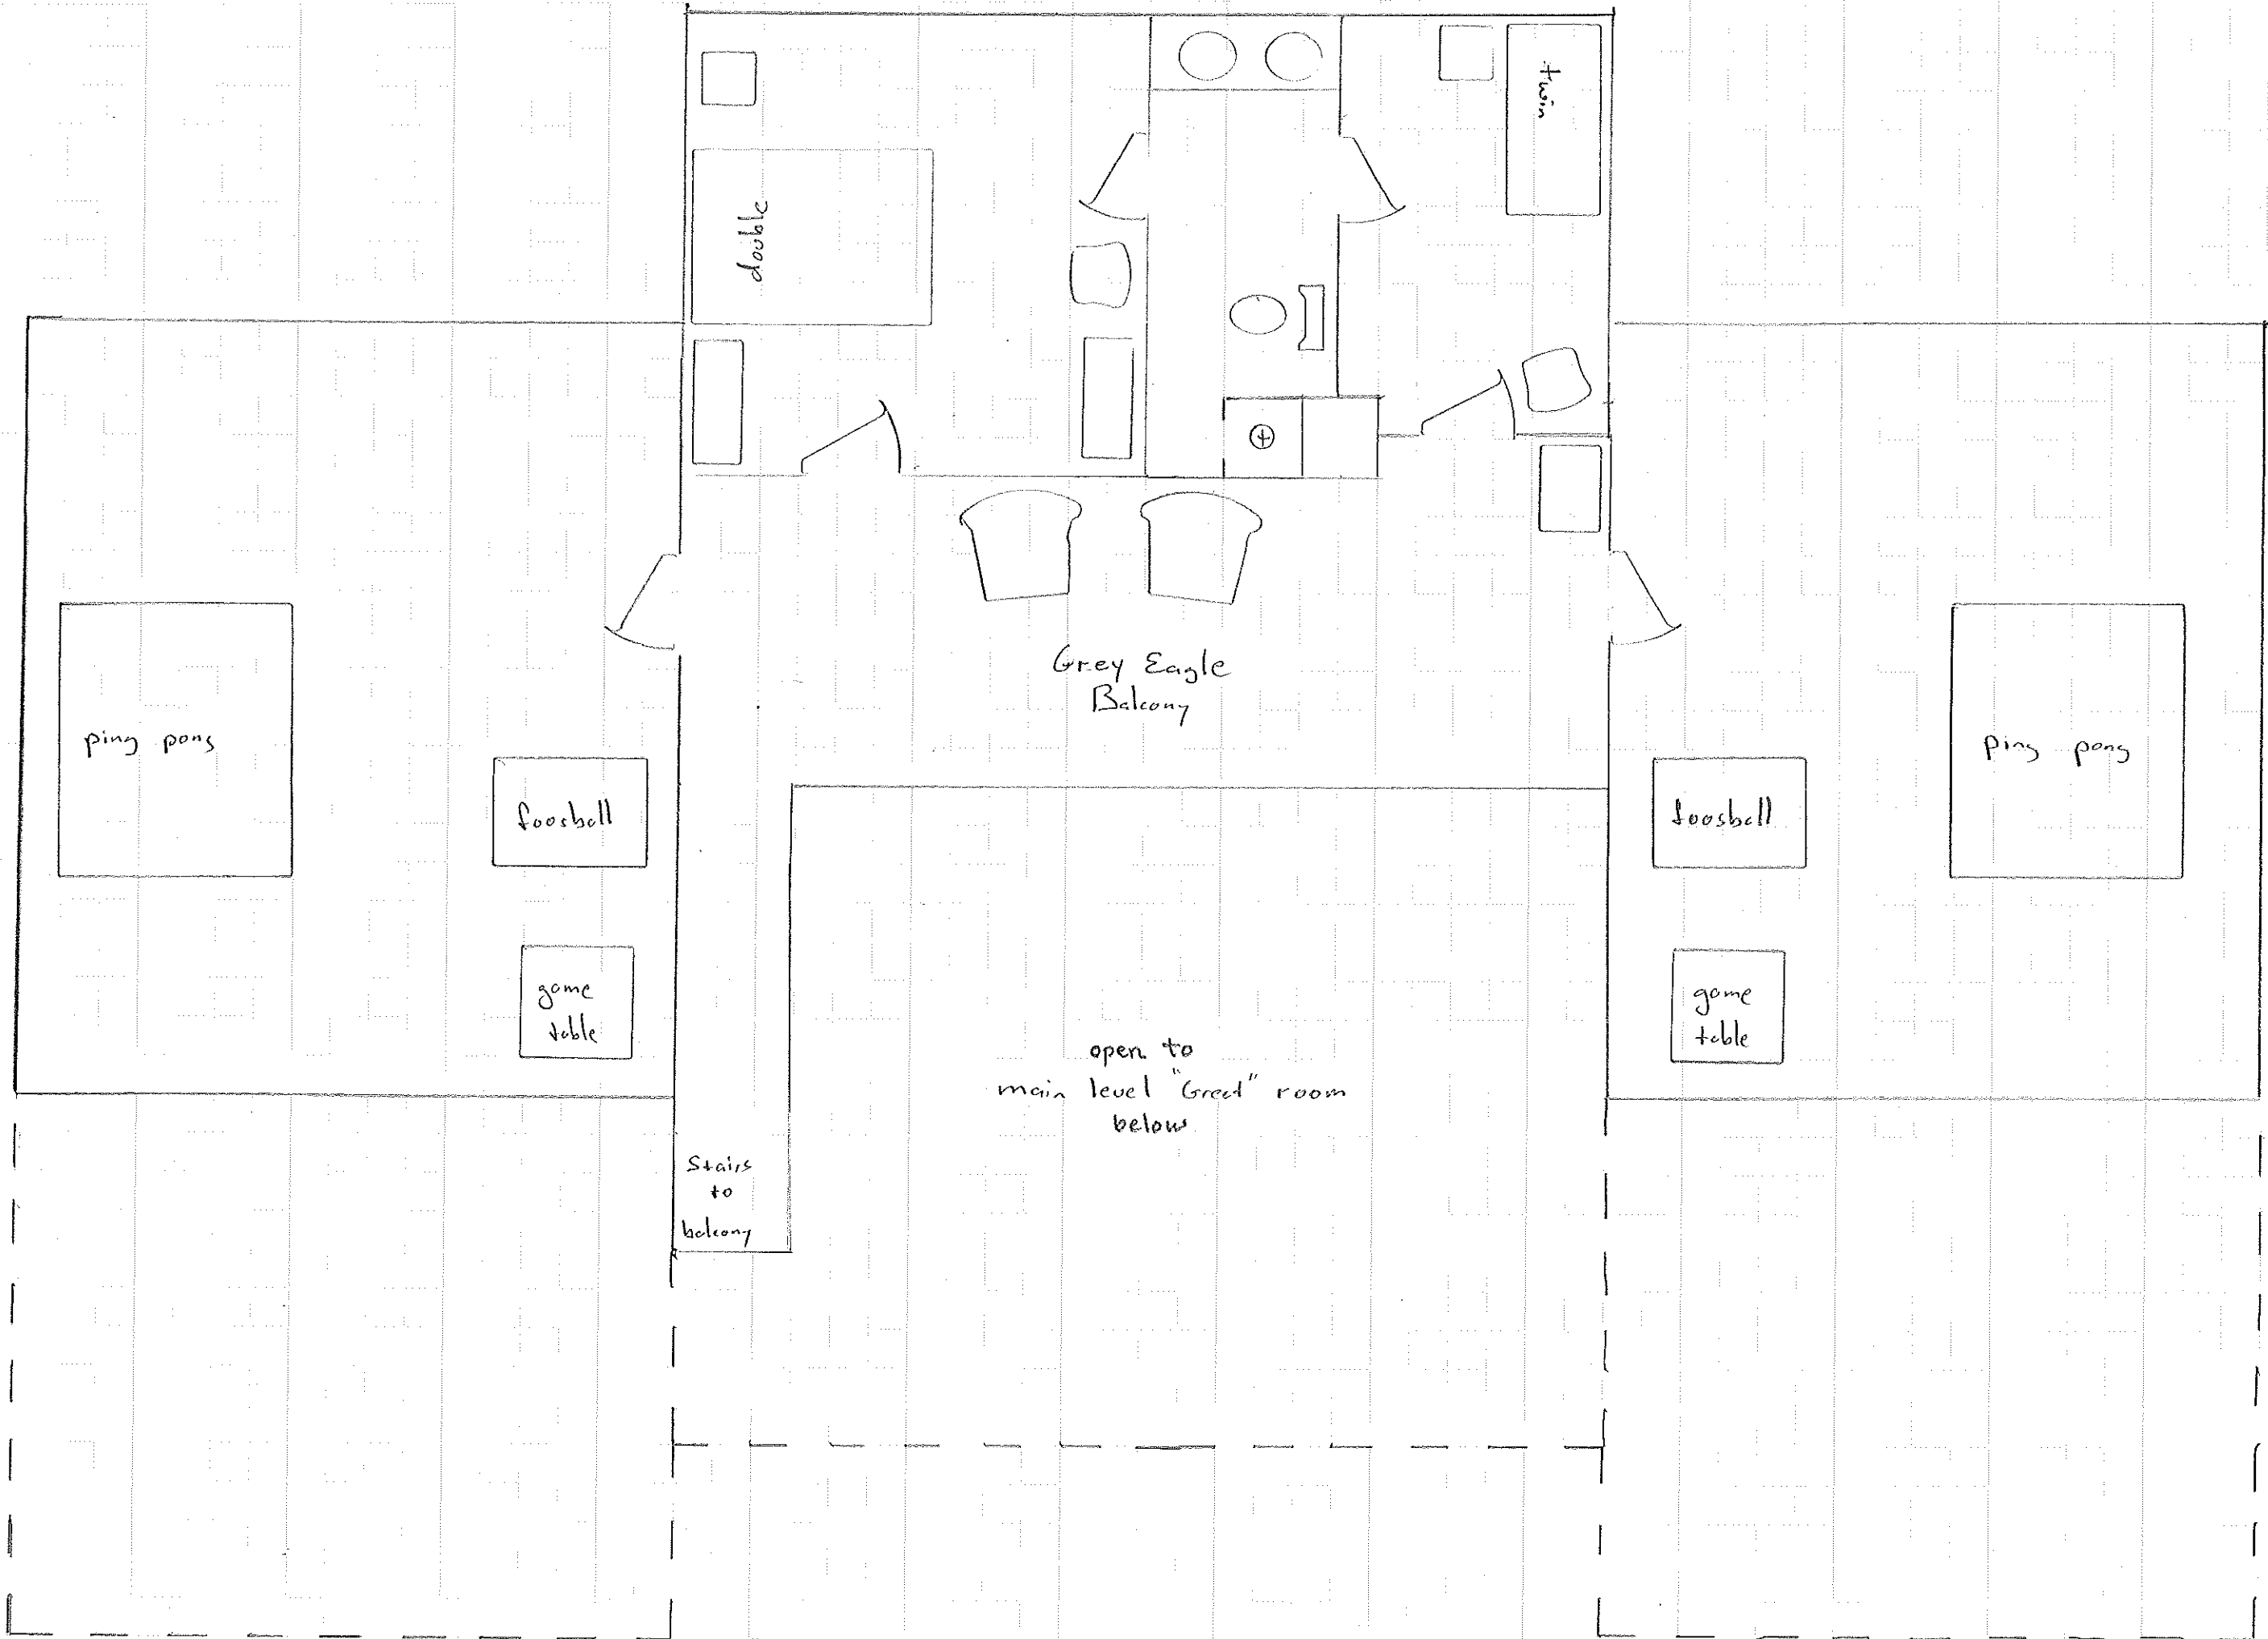 twin
double
Grey Eagle
Balcony
ping pong
foosball
game
table
foosball
ping pong
game
table
open to
main level "Great" room
below
Stairs
to
balcony